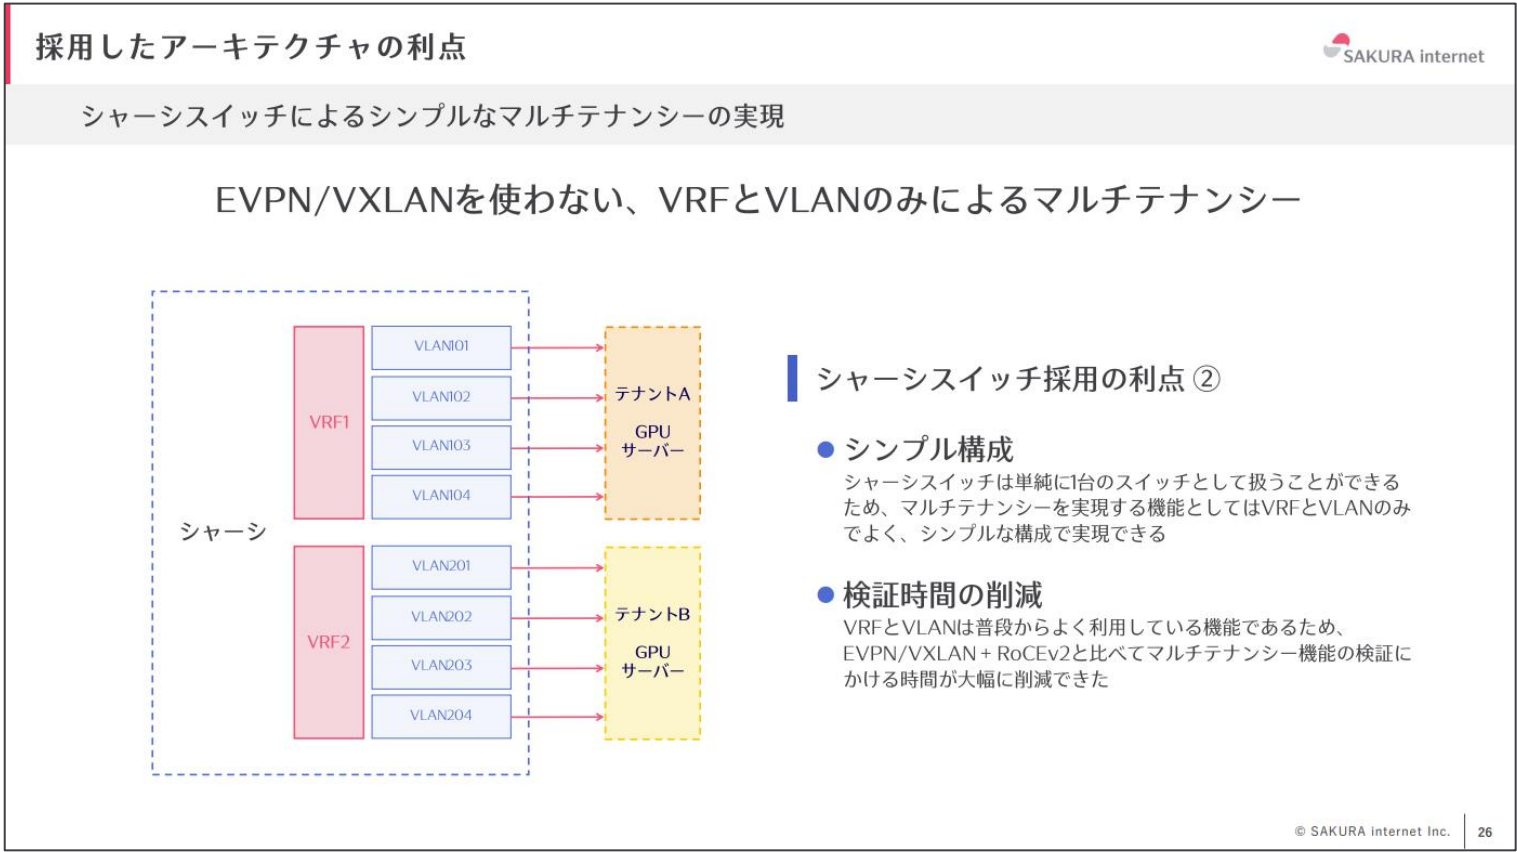 採用したアーキテクチャの利点
SAKURA internet
シャーシスイッチによるシンプルなマルチテナンシーの実現
EVPN/VXLANを使わない、VRFとVLANのみによるマルチテナンシー
シャーシ
VRF1
VLAN101
VLAN102
VLAN103
VLAN104
テナントA
GPU
サーバー
VRF2
VLAN201
VLAN202
VLAN203
VLAN204
テナントB
GPU
サーバー
シャーシスイッチ採用の利点 ②
● シンプル構成
シャーシスイッチは単純に1台のスイッチとして扱うことができる
ため、マルチテナンシーを実現する機能としてはVRFとVLANのみ
でよく、シンプルな構成で実現できる
● 検証時間の削減
VRFとVLANは普段からよく利用している機能であるため、
EVPN/VXLAN + RoCEv2と比べてマルチテナンシー機能の検証に
かける時間が大幅に削減できた
© SAKURA internet Inc.
26